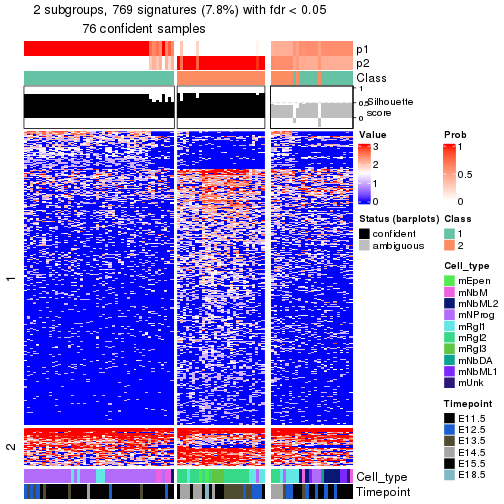 2 subgroups, 769 signatures (7.8%) with fdr < 0.05
76 confident samples
p1
p2
Class
1
0.5
0
Silhouette
score
1
2
Cell_type
Timepoint
Value
3
2
1
0
Prob
1
0.5
0
Status (barplots)
confident
ambiguous
Class
1
2
Cell_type
mEpen
mNbM
mNbML2
mNProg
mRgl1
mRgl2
mRgl3
mNbDA
mNbML1
mUnk
Timepoint
E11.5
E12.5
E13.5
E14.5
E15.5
E18.5